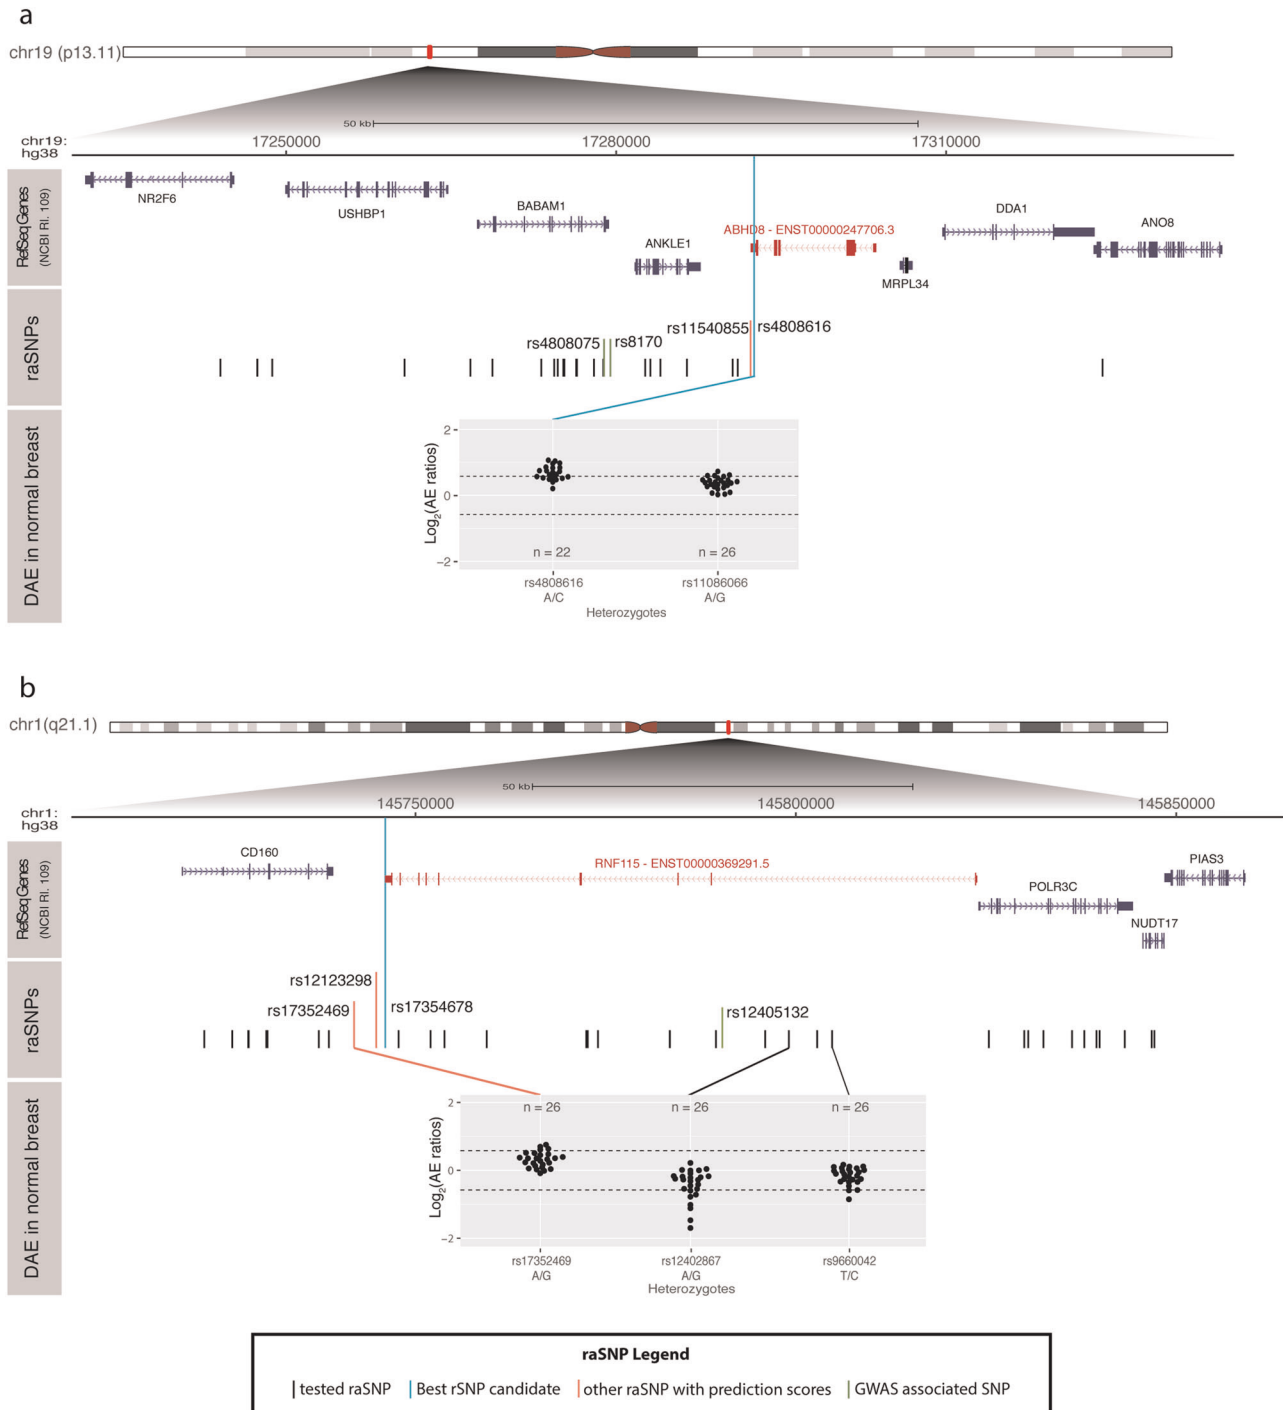 a
chr19 (p13.11)
50 kb
chr19:
hg38
17250000 17280000 17310000
RefSeq Genes
(NCBI Rl. 109)
NR2F6
USHBP1
BABAM1
ANKLE1
ABHD8 - ENST00000247706.3
MRPL34
DDA1
ANO8
raSNPs
rs4808075 rs8170 rs11540855 rs4808616
DAE in normal breast
Log2(AE ratios)
2
0
−2
n = 22 n = 26
rs4808616 rs11086066
A/C A/G
Heterozygotes
b
chr1(q21.1)
50 kb
chr1:
hg38
145750000 145800000 145850000
RefSeq Genes
(NCBI Rl. 109)
CD160
RNF115 - ENST00000369291.5
POLR3C
NUDT17
PIAS3
raSNPs
rs12123298
rs17352469 rs17354678 rs12405132
DAE in normal breast
Log2(AE ratios)
2
0
−2
n = 26 n = 26 n = 26
rs17352469 rs12402867 rs9660042
A/G A/G T/C
Heterozygotes
raSNP Legend
tested raSNP Best rSNP candidate other raSNP with prediction scores GWAS associated SNP